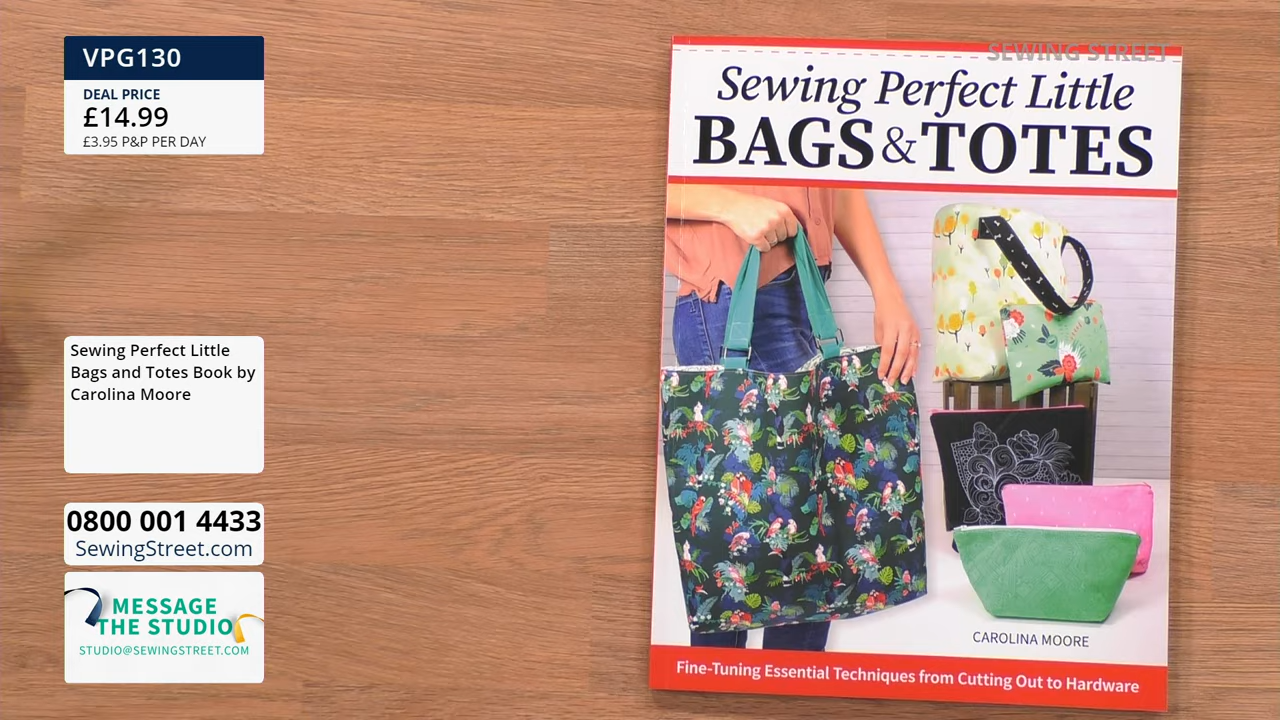 VPG130
DEAL PRICE
£14.99
£3.95 P&P PER DAY
Sewing Perfect Little
Bags and Totes Book by
Carolina Moore
0800 001 4433
SewingStreet.com
MESSAGE
THE STUDIO
STUDIO@SEWINGSTREET.COM
SEWING STREET
Sewing Perfect Little
BAGS & TOTES
CAROLINA MOORE
Fine-Tuning Essential Techniques from Cutting Out to Hardware